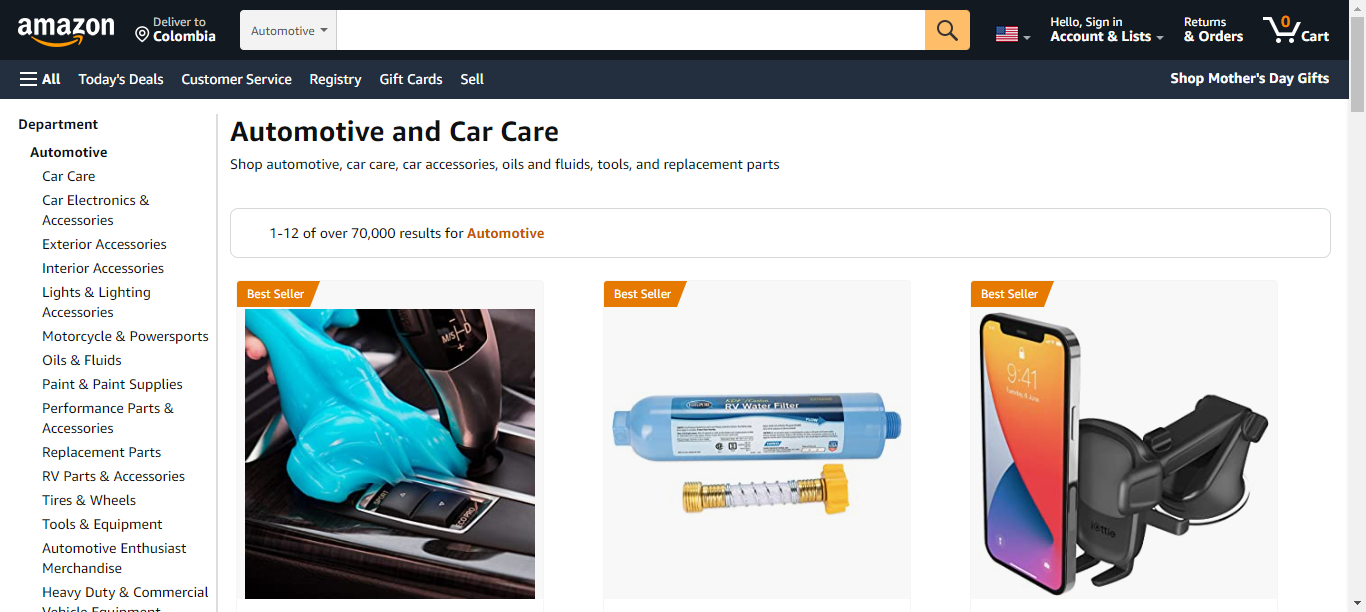 amazon
Deliver to
Colombia
Automotive
Hello, Sign in
Account & Lists
Returns
& Orders
0
Cart
All
Today's Deals
Customer Service
Registry
Gift Cards
Sell
Shop Mother's Day Gifts
Department
Automotive
Car Care
Car Electronics &
Accessories
Exterior Accessories
Interior Accessories
Lights & Lighting
Accessories
Motorcycle & Powersports
Oils & Fluids
Paint & Paint Supplies
Performance Parts &
Accessories
Replacement Parts
RV Parts & Accessories
Tires & Wheels
Tools & Equipment
Automotive Enthusiast
Merchandise
Heavy Duty & Commercial
Vehicle Equipment
Automotive and Car Care
Shop automotive, car care, car accessories, oils and fluids, tools, and replacement parts
1-12 of over 70,000 results for Automotive
Best Seller
M/S
D
+
SPORT
ECO PRO
Best Seller
RV Water Filter
Best Seller
9:41
iOttie